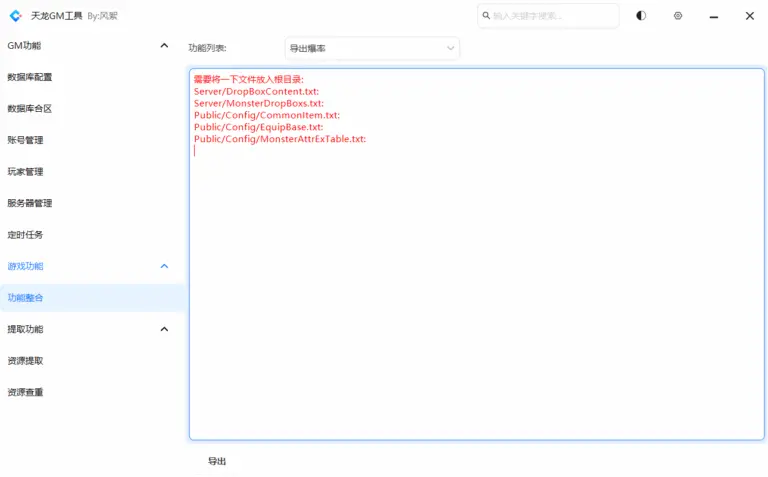 天龙GM工具 By:风絮
输入关键字搜索...
GM功能
数据库配置
数据库合区
账号管理
玩家管理
服务器管理
定时任务
游戏功能
功能整合
提取功能
资源提取
资源查重
功能列表:
导出爆率
需要将一下文件放入根目录:
Server/DropBoxContent.txt:
Server/MonsterDropBoxs.txt:
Public/Config/CommonItem.txt:
Public/Config/EquipBase.txt:
Public/Config/MonsterAttrExTable.txt:
导出